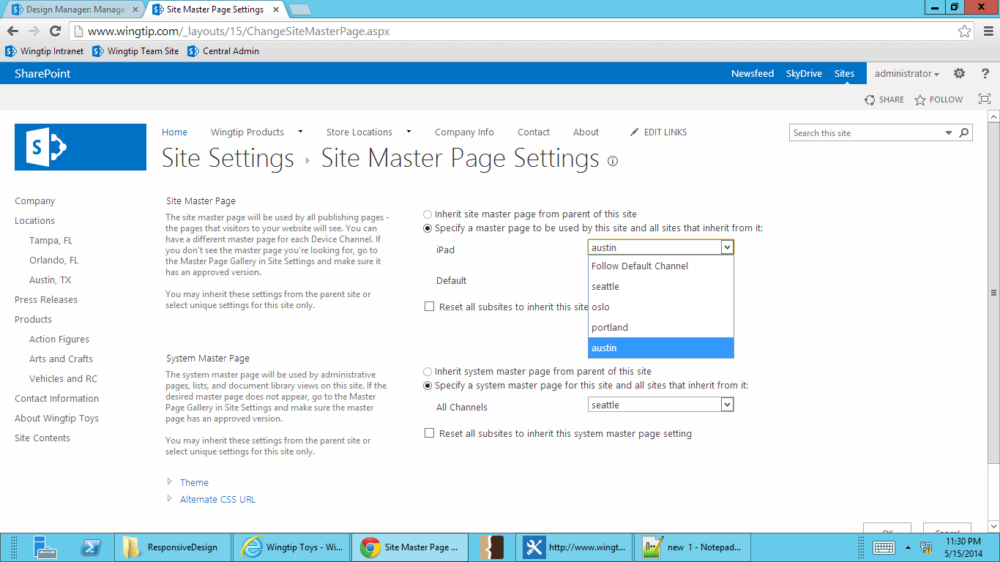 Design Manager: Manage
Site Master Page Settings
www.wingtip.com/_layouts/15/ChangeSiteMasterPage.aspx
Wingtip Intranet Wingtip Team Site Central Admin
SharePoint Newsfeed SkyDrive Sites administrator ?
SHARE FOLLOW
S Home Wingtip Products Store Locations Company Info Contact About EDIT LINKS Search this site
Site Settings Site Master Page Settings
Company
Locations
Tampa, FL
Orlando, FL
Austin, TX
Press Releases
Products
Action Figures
Arts and Crafts
Vehicles and RC
Contact Information
About Wingtip Toys
Site Contents
Site Master Page
The site master page will be used by all publishing pages -
the pages that visitors to your website will see. You can
have a different master page for each Device Channel. If
you don't see the master page you're looking for, go to
the Master Page Gallery in Site Settings and make sure it
has an approved version.
You may inherit these settings from the parent site or
select unique settings for this site only.
Inherit site master page from parent of this site
Specify a master page to be used by this site and all sites that inherit from it:
iPad austin
Follow Default Channel
seattle
oslo
portland
austin
Default
Reset all subsites to inherit this site
System Master Page
The system master page will be used by administrative
pages, lists, and document library views on this site. If the
desired master page does not appear, go to the Master
Page Gallery in Site Settings and make sure the master
page has an approved version.
You may inherit these settings from the parent site or
select unique settings for this site only.
Inherit system master page from parent of this site
Specify a system master page for this site and all sites that inherit from it:
All Channels seattle
Reset all subsites to inherit this system master page setting
Theme
Alternate CSS URL
OK Cancel
ResponsiveDesign
Wingtip Toys - Wi...
Site Master Page ...
http://www.wingt...
new 1 - Notepad...
11:30 PM
5/15/2014